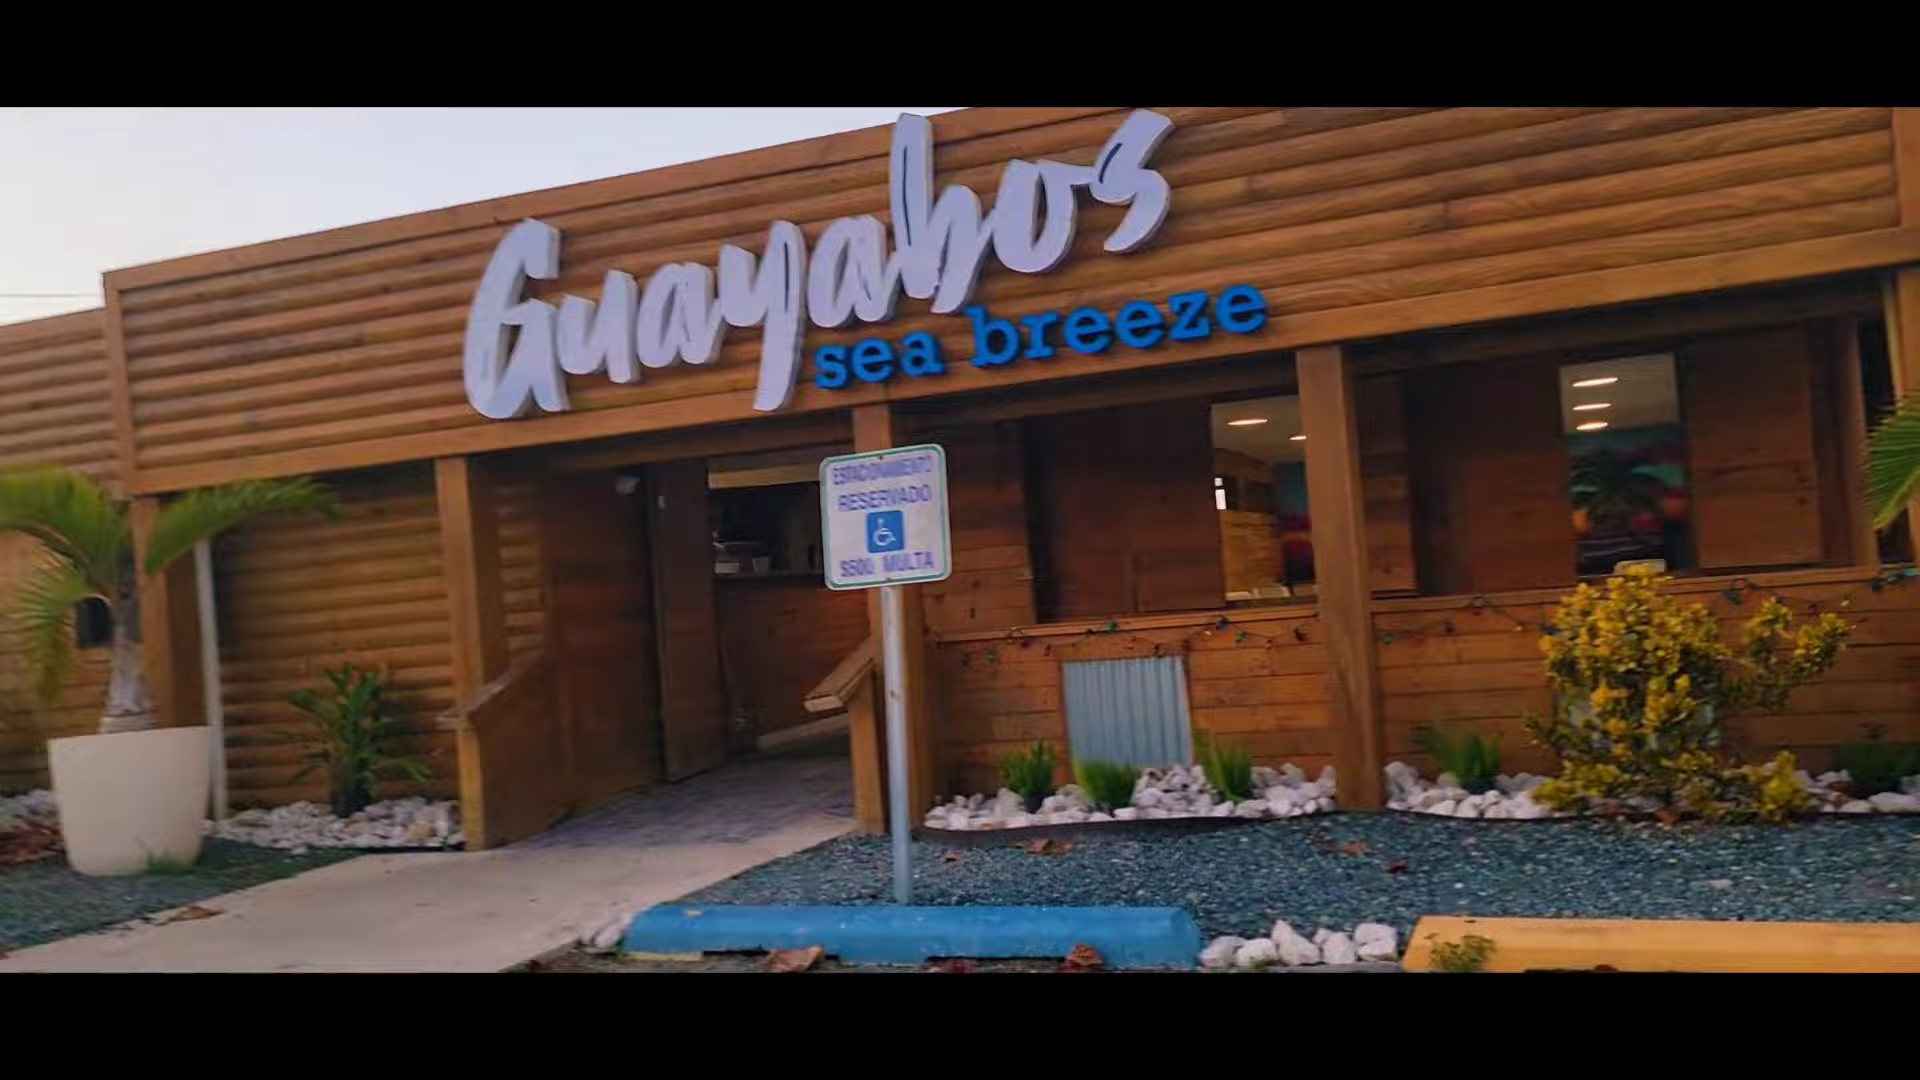 Guayabos
sea breeze
ESTACIONAMIENTO
RESERVADO
$500 MULTA